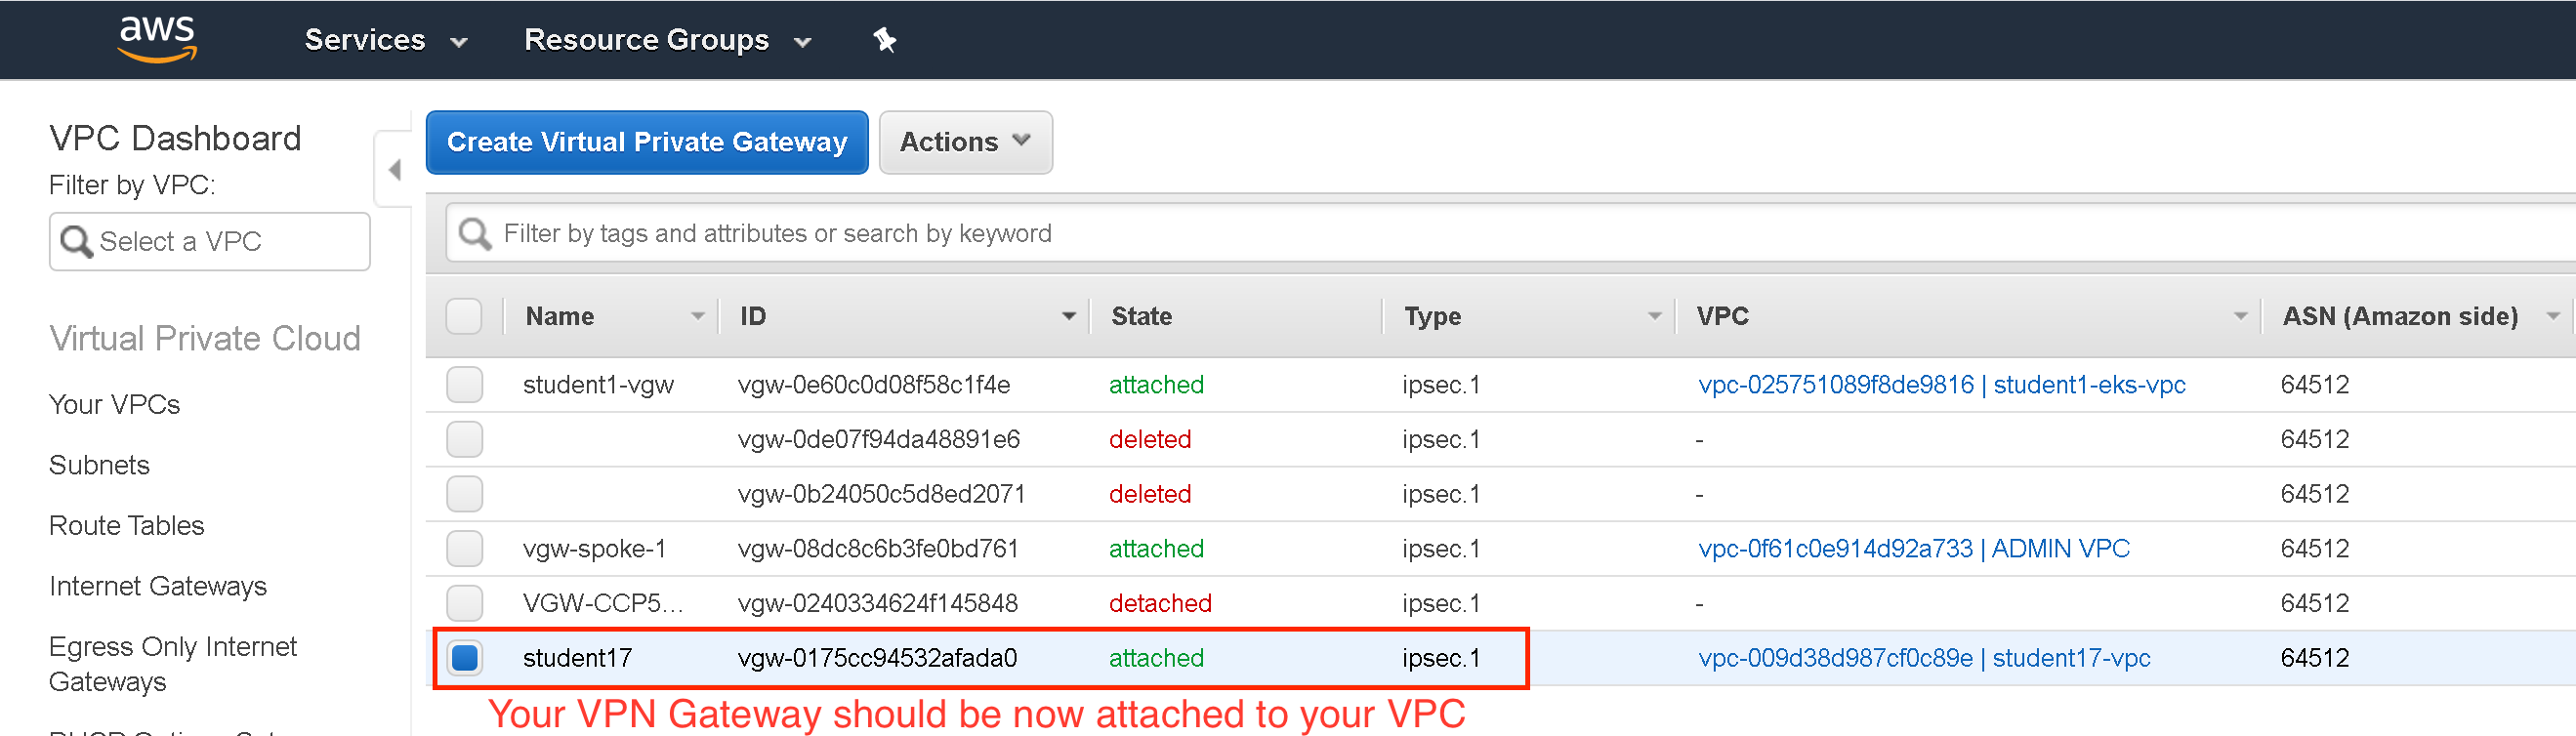 aws Services Resource Groups
VPC Dashboard
Filter by VPC:
Select a VPC
Virtual Private Cloud
Your VPCs
Subnets
Route Tables
Internet Gateways
Egress Only Internet
Gateways
Create Virtual Private Gateway Actions
Filter by tags and attributes or search by keyword
Name ID State Type VPC ASN (Amazon side)
student1-vgw vgw-0e60c0d08f58c1f4e attached ipsec.1 vpc-025751089f8de9816 | student1-eks-vpc 64512
vgw-0de07f94da48891e6 deleted ipsec.1 - 64512
vgw-0b24050c5d8ed2071 deleted ipsec.1 - 64512
vgw-spoke-1 vgw-08dc8c6b3fe0bd761 attached ipsec.1 vpc-0f61c0e914d92a733 | ADMIN VPC 64512
VGW-CCP5... vgw-0240334624f145848 detached ipsec.1 - 64512
student17 vgw-0175cc94532afada0 attached ipsec.1 vpc-009d38d987cf0c89e | student17-vpc 64512
Your VPN Gateway should be now attached to your VPC